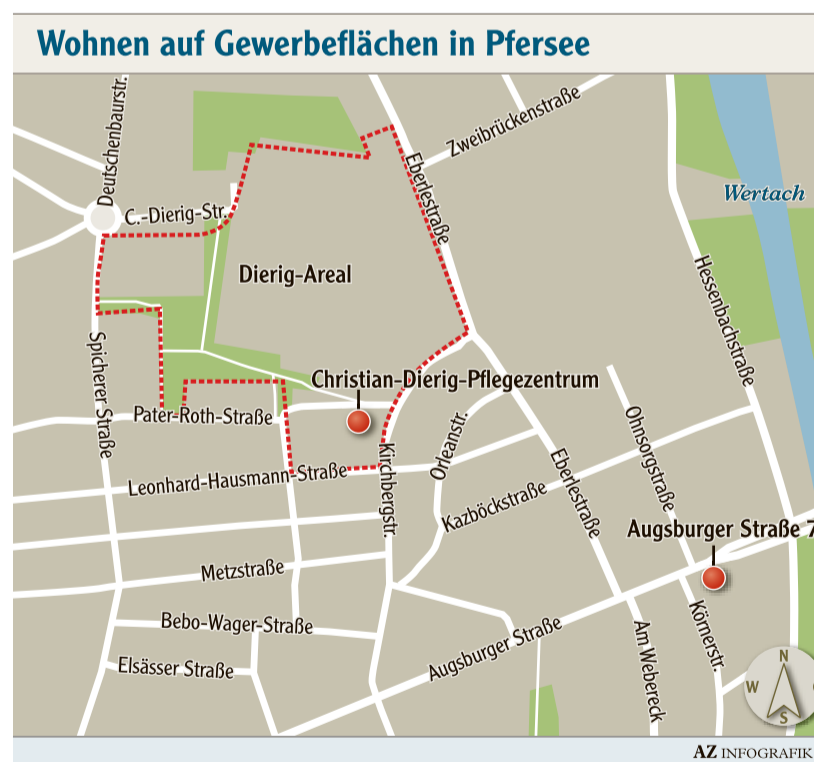 Wohnen auf Gewerbeflächen in Pfersee
Deutschenbaurstr.
Zweibrückenstraße
Eberlestraße
Wertach
C.-Dierig-Str.
Dierig-Areal
Hessenbachstraße
Spicherer Straße
Christian-Dierig-Pflegezentrum
Pater-Roth-Straße
Orleanstr.
Ohnsorgstraße
Kirchbergstr.
Leonhard-Hausmann-Straße
Eberlestraße
Kazböckstraße
Augsburger Straße 7
Metzstraße
Bebo-Wager-Straße
Körnerstr.
Augsburger Straße
Am Webereck
Elsässer Straße
N
W
S
AZ INFOGRAFIK